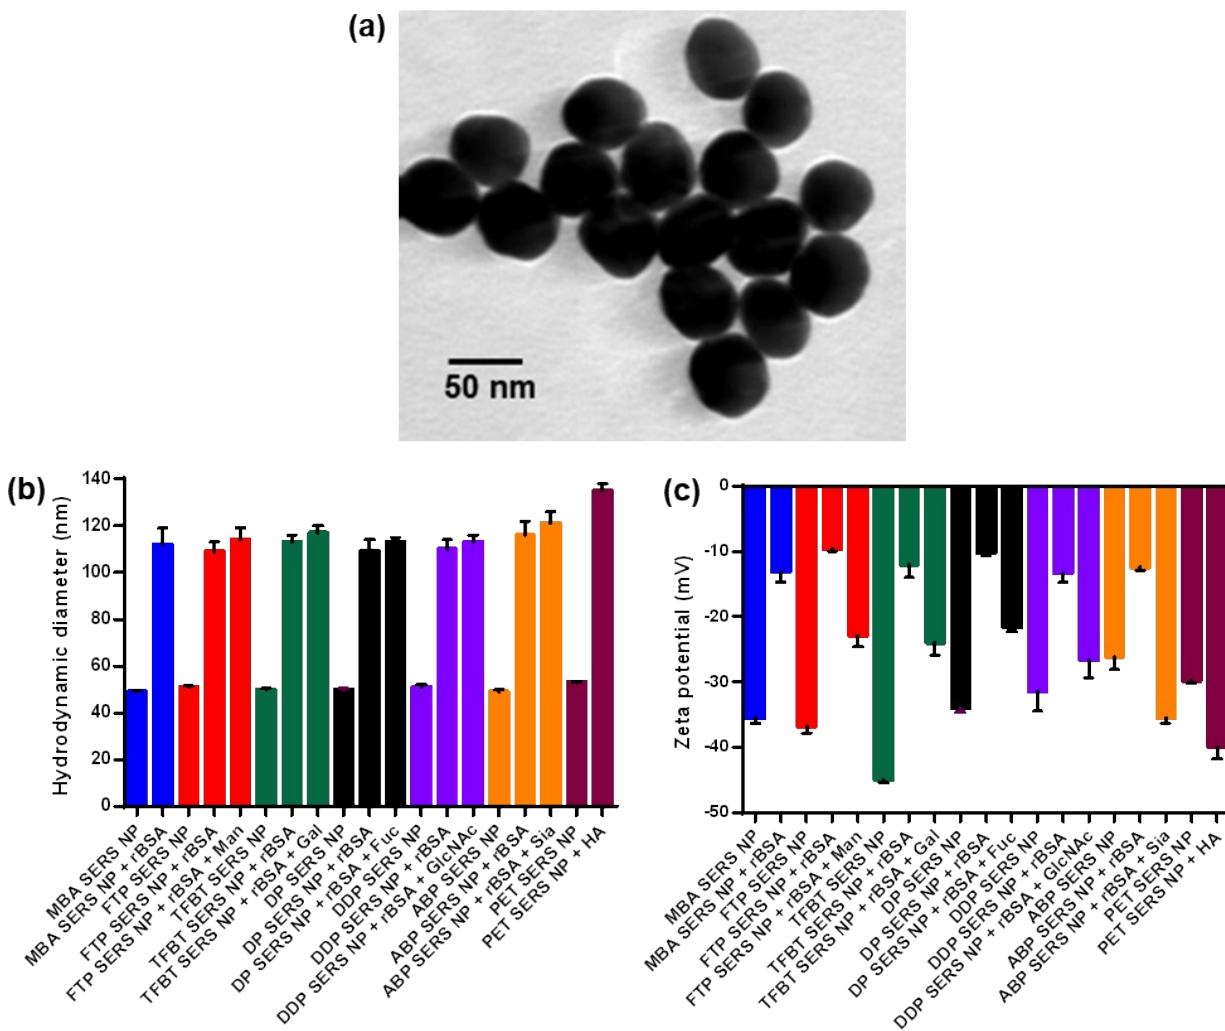 (a)
50 nm
(b)
Hydrodynamic diameter (nm)
140
120
100
80
60
40
20
0
MBA SERS NP
MBA SERS NP + rBSA
FTP SERS NP
FTP SERS NP + rBSA
FTP SERS NP + rBSA + Man
TFBT SERS NP
TFBT SERS NP + rBSA
TFBT SERS NP + rBSA + Gal
DP SERS NP
DP SERS NP + rBSA
DP SERS NP + rBSA + Fuc
DDP SERS NP
DDP SERS NP + rBSA
DDP SERS NP + rBSA + GlcNAc
ABP SERS NP
ABP SERS NP + rBSA
ABP SERS NP + rBSA + Sia
PET SERS NP
PET SERS NP + HA
(c)
Zeta potential (mV)
0
-10
-20
-30
-40
-50
MBA SERS NP
MBA SERS NP + rBSA
FTP SERS NP
FTP SERS NP + rBSA
FTP SERS NP + rBSA + Man
TFBT SERS NP
TFBT SERS NP + rBSA
TFBT SERS NP + rBSA + Gal
DP SERS NP
DP SERS NP + rBSA
DP SERS NP + rBSA + Fuc
DDP SERS NP
DDP SERS NP + rBSA
DDP SERS NP + rBSA + GlcNAc
ABP SERS NP
ABP SERS NP + rBSA
ABP SERS NP + rBSA + Sia
PET SERS NP
PET SERS NP + HA